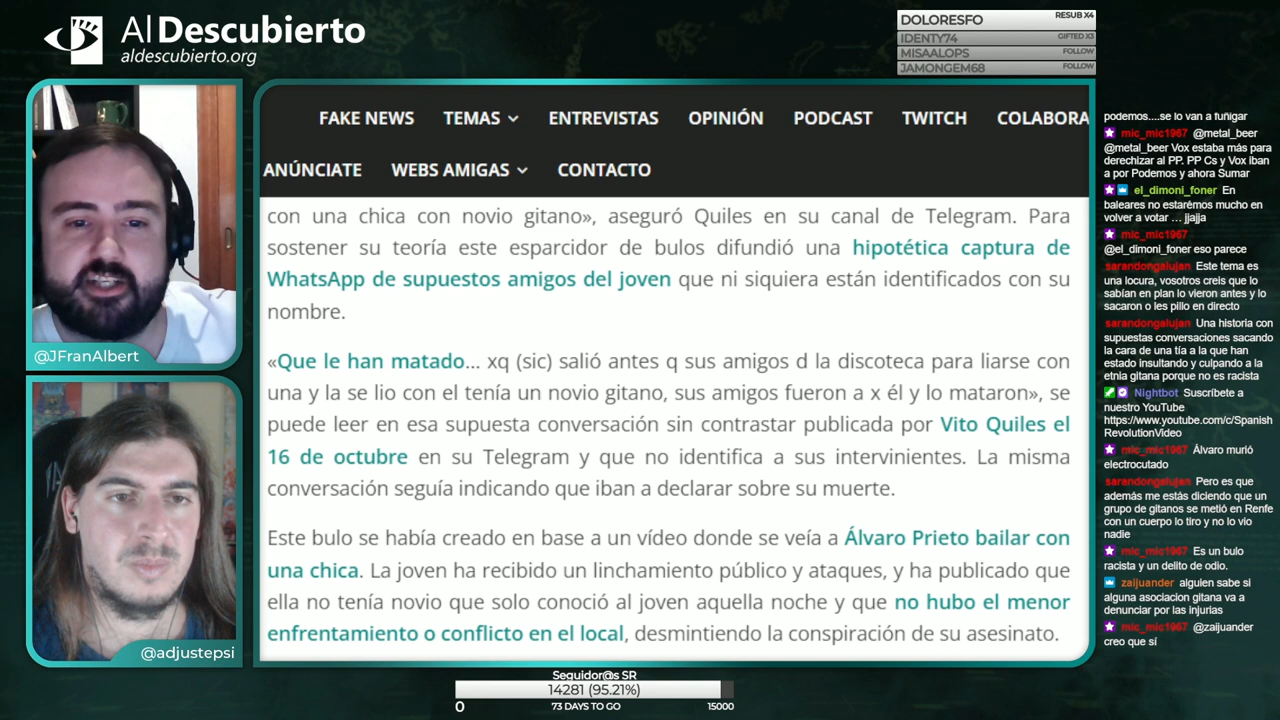 Al Descubierto
aldescubierto.org
DOLORESFO RESUB X4
IDENTY74 GIFTED X3
MISAALOPS FOLLOW
JAMONGEM68 FOLLOW
@JFranAlbert
@adjustepsi
FAKE NEWS TEMAS ENTREVISTAS OPINIÓN PODCAST TWITCH COLABORA
ANÚNCIATE WEBS AMIGAS CONTACTO
con una chica con novio gitano», aseguró Quiles en su canal de Telegram. Para
sostener su teoría este esparcidor de bulos difundió una hipotética captura de
WhatsApp de supuestos amigos del joven que ni siquiera están identificados con su
nombre.
«Que le han matado... xq (sic) salió antes q sus amigos d la discoteca para liarse con
una y la se lio con el tenía un novio gitano, sus amigos fueron a x él y lo mataron», se
puede leer en esa supuesta conversación sin contrastar publicada por Vito Quiles el
16 de octubre en su Telegram y que no identifica a sus intervinientes. La misma
conversación seguía indicando que iban a declarar sobre su muerte.
Este bulo se había creado en base a un vídeo donde se veía a Álvaro Prieto bailar con
una chica. La joven ha recibido un linchamiento público y ataques, y ha publicado que
ella no tenía novio que solo conoció al joven aquella noche y que no hubo el menor
enfrentamiento o conflicto en el local, desmintiendo la conspiración de su asesinato.
podemos....se lo van a fuñigar
mic_mic1967 @metal_beer
@metal_beer Vox estaba más para
derechizar al PP. PP Cs y Vox iban
a por Podemos y ahora Sumar
el_dimoni_foner En
baleares no estarémos mucho en
volver a votar ... jjajja
mic_mic1967
@el_dimoni_foner eso parece
sarandongalujan Este tema es
una locura, vosotros creis que lo
sabían en plan lo vieron antes y lo
sacaron o les pillo en directo
sarandongalujan Una historia con
supuestas conversaciones sacando
la cara de una tía a la que han
estado insultando y culpando a la
etnia gitana porque no es racista
Nightbot Suscríbete a
nuestro YouTube
https://www.youtube.com/c/Spanish
RevolutionVideo
mic_mic1967 Álvaro murió
electrocutado
sarandongalujan Pero es que
además me estás diciendo que un
grupo de gitanos se metió en Renfe
con un cuerpo lo tiro y no lo vio
nadie
mic_mic1967 Es un bulo
racista y un delito de odio.
zaijuander alguien sabe si
alguna asociacion gitana va a
denunciar por las injurias
mic_mic1967 @zaijuander
creo que sí
Seguidor@s SR
14281 (95.21%)
0 73 DAYS TO GO 15000